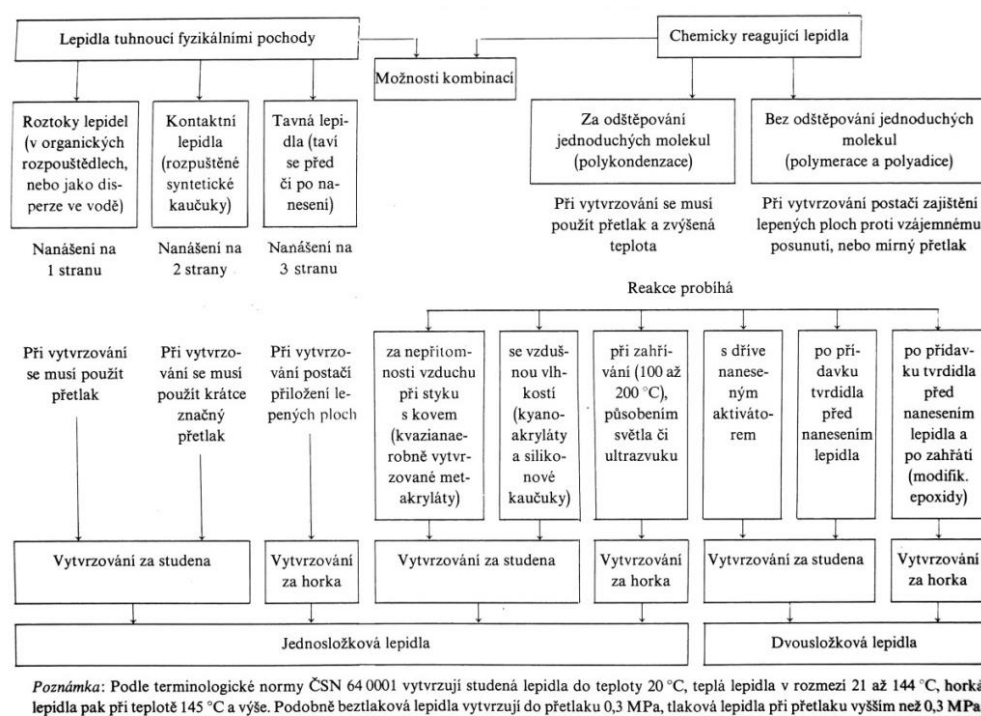 Lepidla tuhnoucí fyzikálními pochody
Chemicky reagující lepidla
Možnosti kombinací
Roztoky lepidel
(v organických
rozpouštědlech,
nebo jako dis-
perze ve vodě)
Kontaktní
lepidla
(rozpuštěné
syntetické
kaučuky)
Tavná lepi-
dla (taví
se před
či po na-
nesení)
Za odštěpování
jednoduchých
molekul
(polykondenzace)
Bez odštěpování jednoduchých
molekul
(polymerace a polyadice)
Nanášení na
1 stranu
Nanášení na
2 strany
Nanášení na
3 stranu
Při vytvrzování se musí
použít přetlak a zvýšená
teplota
Při vytvrzování postačí zajištění
lepených ploch proti vzájemnému
posunutí, nebo mírný přetlak
Reakce probíhá
Při vytvrzování
se musí použít
přetlak
Při vytvrzo-
vání se musí
použít krátce
značný
přetlak
Při vytvrzo-
vání postačí
přiložení le-
pených ploch
za nepřítom-
nosti vzduchu
při styku
s kovem
(kvazianae-
robně vytvr-
zované met-
akryláty)
se vzduš-
nou vlh-
kostí
(kyano-
akryláty
a siliko-
nové
kaučuky)
při zahří-
vání (100 až
200 °C),
působením
světla či
ultrazvuku
s dříve
nanese-
ným
aktiváto-
rem
po pří-
davku
tvrdidla
před
nanesením
lepidla
po přídav-
ku tvrdidla
před
nanesením
lepidla a
po zahřátí
(modifik.
epoxidy)
Vytvrzování za studena
Vytvrzování
za horka
Vytvrzování za studena
Vytvrzování
za horka
Vytvrzování za studena
Vytvrzování
za horka
Jednosložková lepidla
Dvousložková lepidla
Poznámka: Podle terminologické normy ČSN 64 0001 vytvrzují studená lepidla do teploty 20 °C, teplá lepidla v rozmezí 21 až 144 °C, horká
lepidla pak při teplotě 145 °C a výše. Podobně beztlaková lepidla vytvrzují do přetlaku 0,3 MPa, tlaková lepidla při přetlaku vyšším než 0,3 MPa